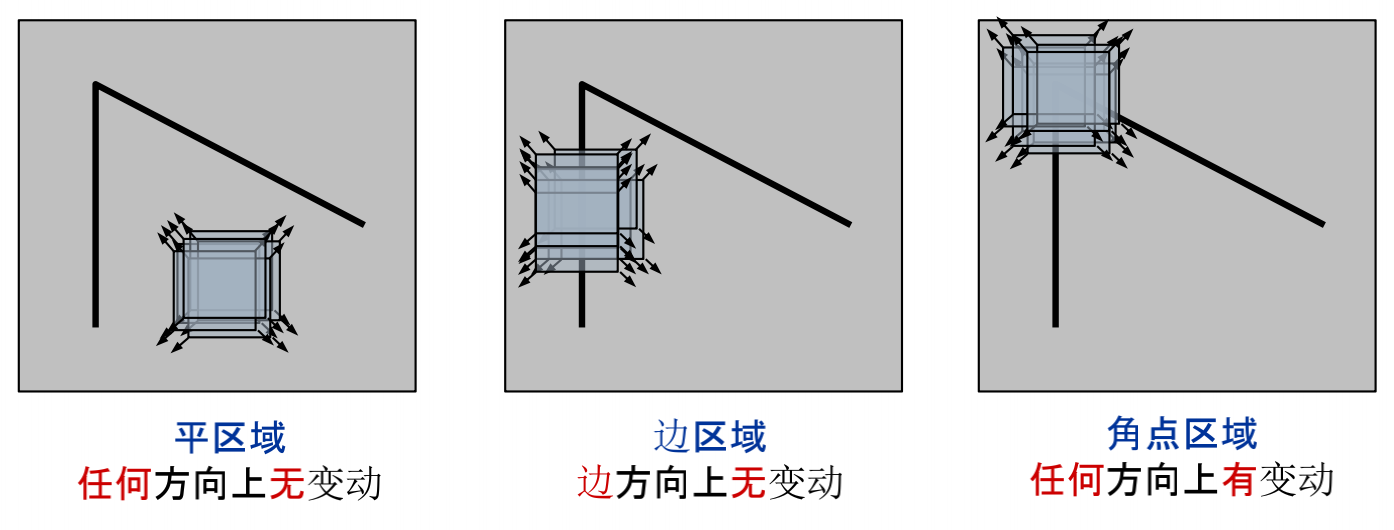 平区域
任何方向上无变动
边区域
边方向上无变动
角点区域
任何方向上有变动